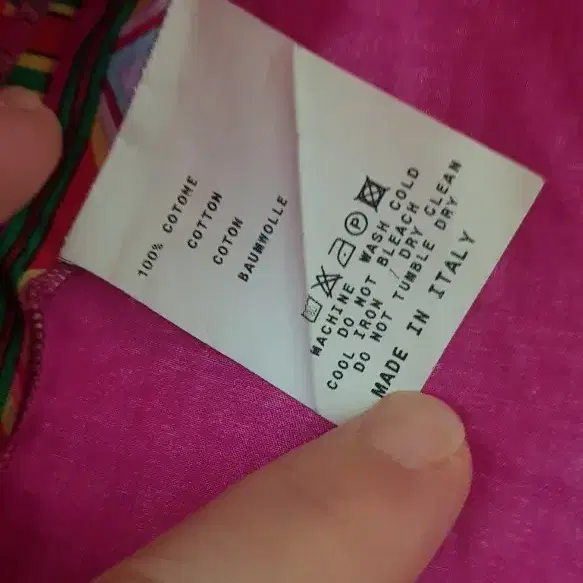 100% COTONE
COTTON
COTON
BAUMWOLLE
P
MACHINE WASH COLD
DO NOT BLEACH
COOL IRON / DRY CLEAN
DO NOT TUMBLE DRY
MADE IN ITALY